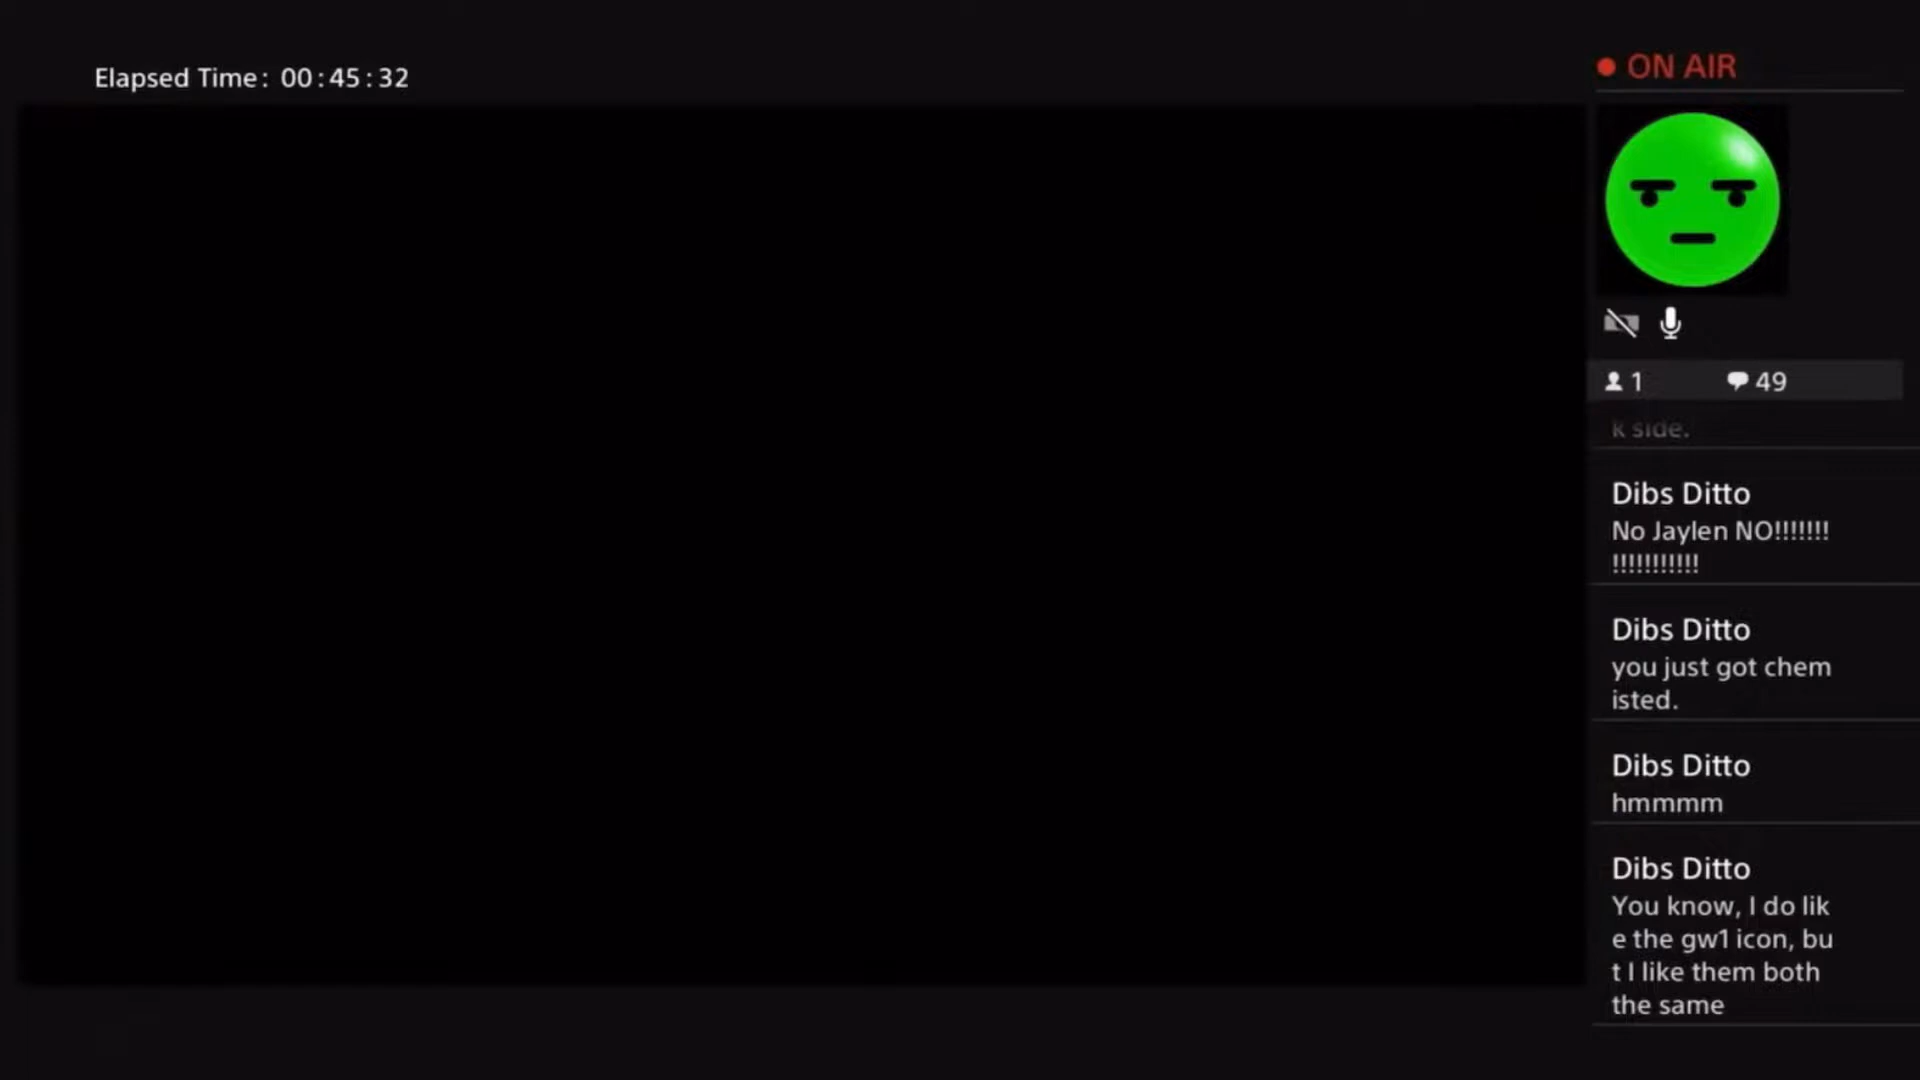 Elapsed Time: 00:45:32
ON AIR
1 49
k side.
Dibs Ditto
No Jaylen NO!!!!!!!
!!!!!!!!!!!
Dibs Ditto
you just got chem
isted.
Dibs Ditto
hmmmm
Dibs Ditto
You know, I do lik
e the gw1 icon, bu
t I like them both
the same